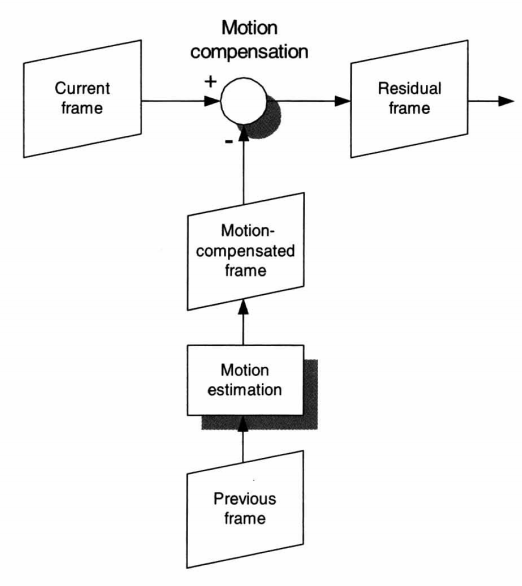 Motion
compensation
Current
frame
+
Residual
frame
-
Motion-
compensated
frame
Motion
estimation
Previous
frame